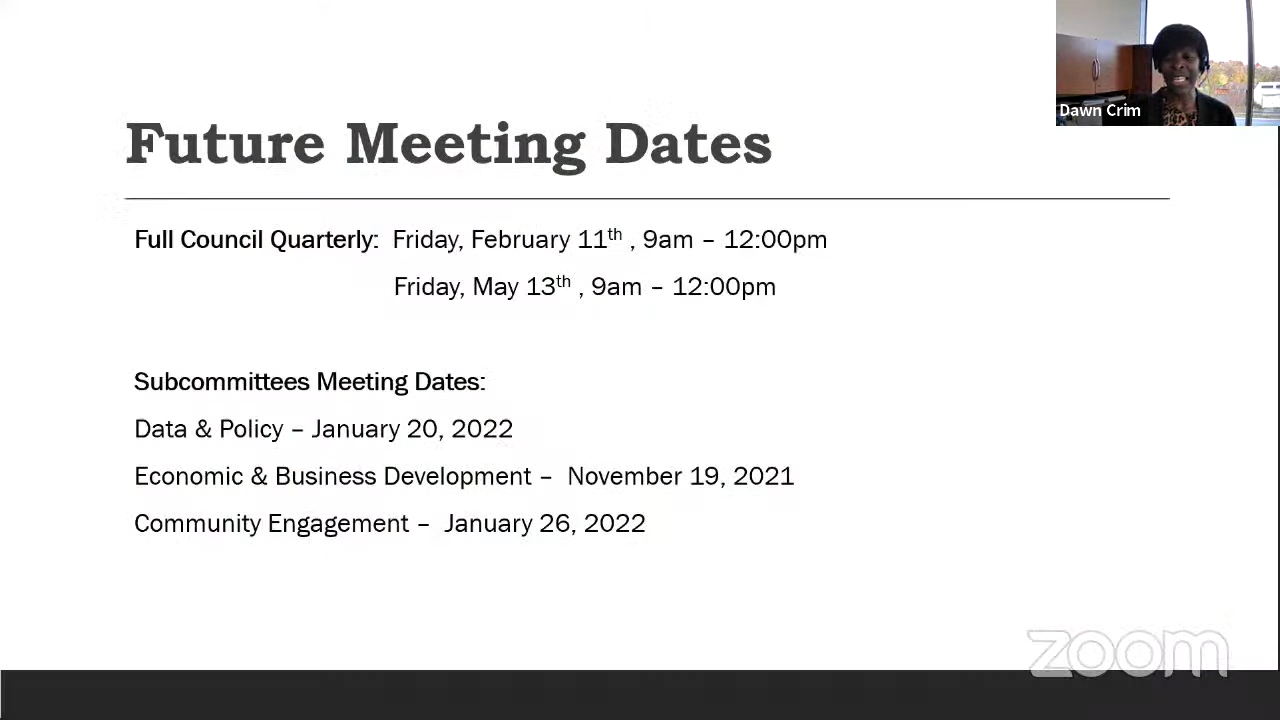 Dawn Crim
Future Meeting Dates
Full Council Quarterly: Friday, February 11th , 9am – 12:00pm
Friday, May 13th , 9am – 12:00pm
Subcommittees Meeting Dates:
Data & Policy – January 20, 2022
Economic & Business Development – November 19, 2021
Community Engagement – January 26, 2022
zoom